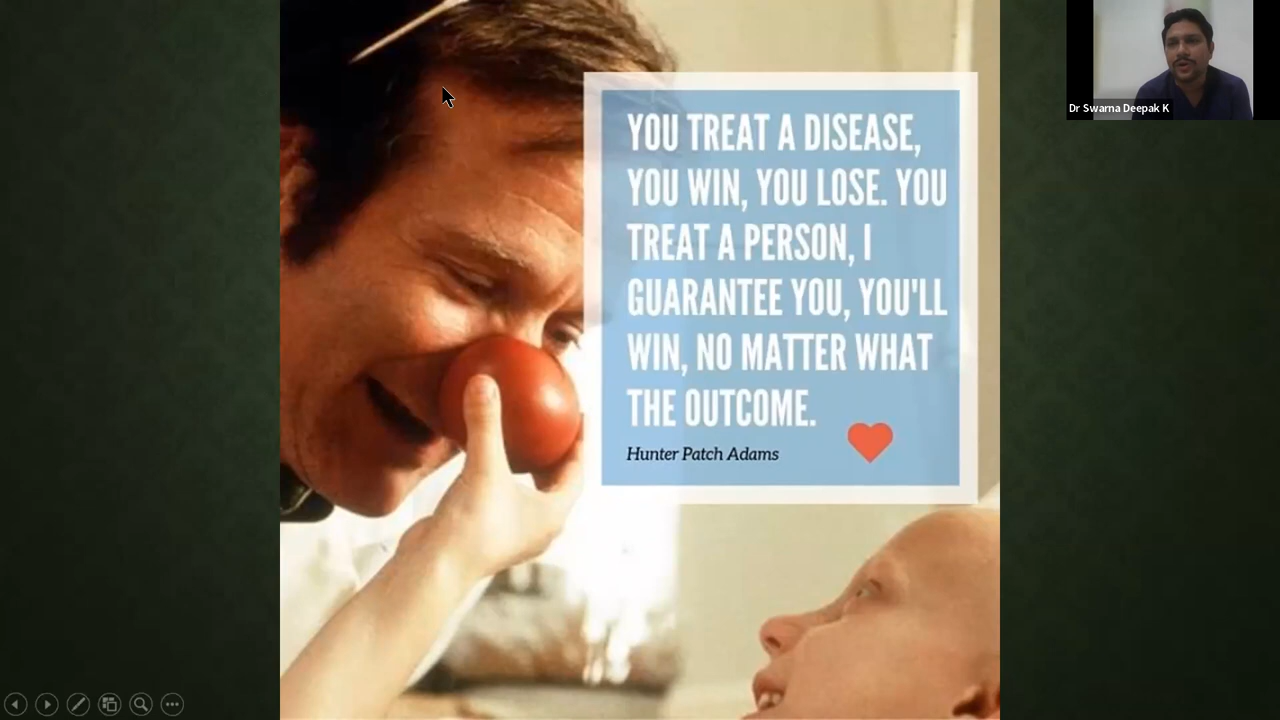 Dr Swarna Deepak K
YOU TREAT A DISEASE,
YOU WIN, YOU LOSE. YOU
TREAT A PERSON, I
GUARANTEE YOU, YOU'LL
WIN, NO MATTER WHAT
THE OUTCOME.
Hunter Patch Adams